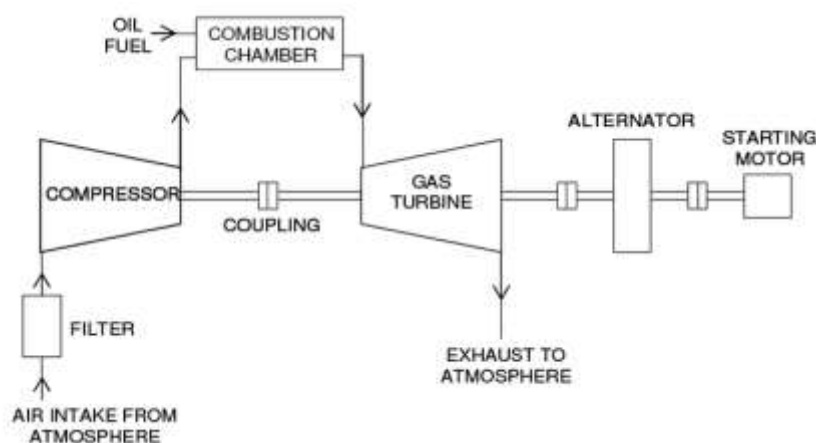 OIL
FUEL
COMBUSTION
CHAMBER
ALTERNATOR
STARTING
MOTOR
COMPRESSOR
GAS
TURBINE
COUPLING
FILTER
EXHAUST TO
ATMOSPHERE
AIR INTAKE FROM
ATMOSPHERE